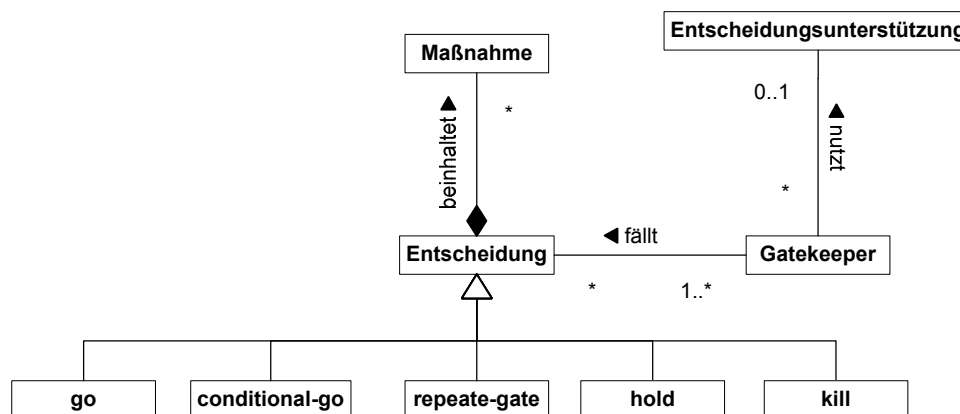 Entscheidungsunterstützung
Maßnahme
0..1
*
beinhaltet ▲
▲ nutzt
*
◄ fällt
Entscheidung
Gatekeeper
*
1..*
go
conditional-go
repeate-gate
hold
kill